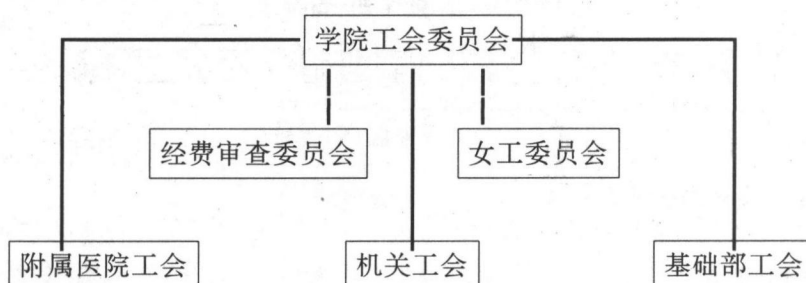 学院工会委员会
经费审查委员会
女工委员会
附属医院工会
机关工会
基础部工会